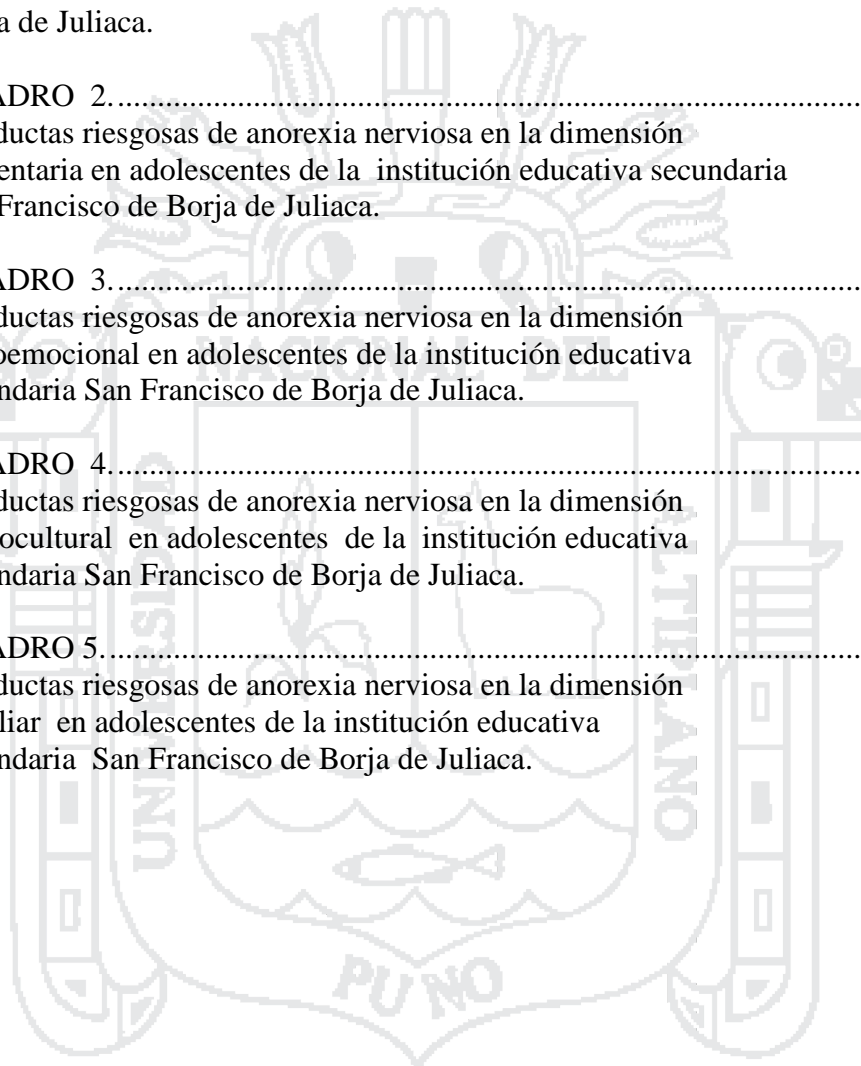 a de Juliaca.
ADRO 2.
ductas riesgosas de anorexia nerviosa en la dimensión
entaria en adolescentes de la institución educativa secundaria
Francisco de Borja de Juliaca.
ADRO 3.
ductas riesgosas de anorexia nerviosa en la dimensión
oemocional en adolescentes de la institución educativa
ndaria San Francisco de Borja de Juliaca.
ADRO 4.
ductas riesgosas de anorexia nerviosa en la dimensión
ocultural en adolescentes de la institución educativa
ndaria San Francisco de Borja de Juliaca.
ADRO 5.
ductas riesgosas de anorexia nerviosa en la dimensión
liar en adolescentes de la institución educativa
ndaria San Francisco de Borja de Juliaca.
UNIVERSIDAD
NACIONAL DEL
ALTIPLANO
PUNO